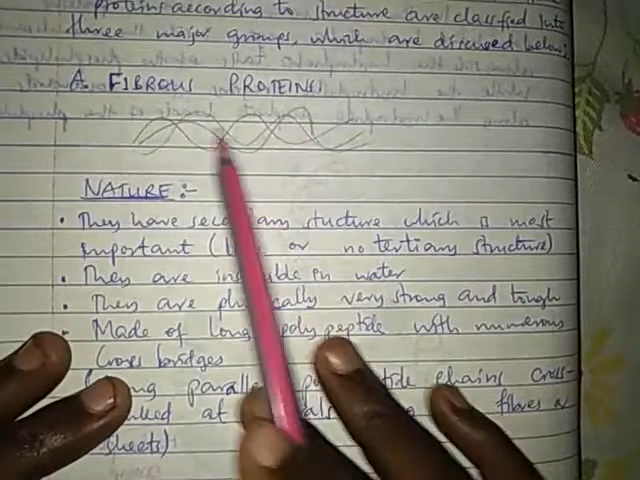 proteins according to structure are classified into
three major groups, which are discussed below;
A. FIBROUS PROTEINS:
NATURE:-
• They have secondary structure which is most
important ( or no tertiary structure)
• They are insoluble in water
• They are physically very strong and tough
• Made of long polypeptide with numerous
cross bridges
(Long parallel polypeptide chains cross-
linked at fibres or
sheets)